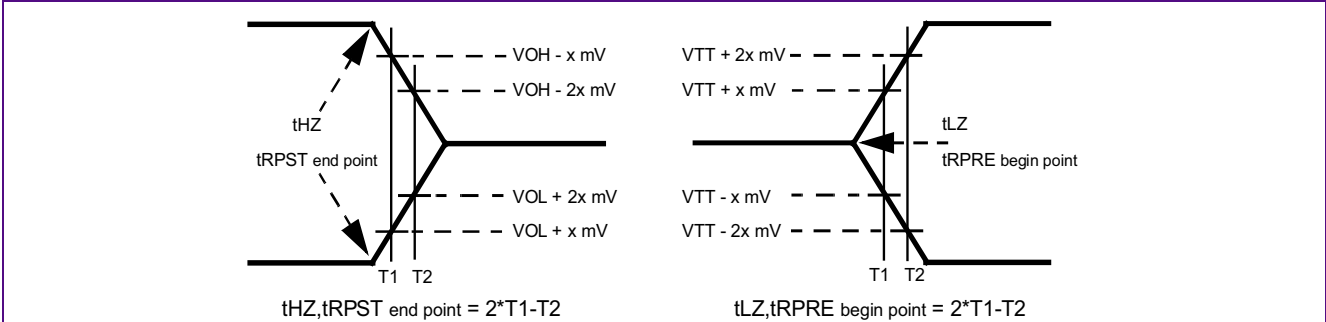 VOH - x mV
VOH - 2x mV
tHZ
tRPST end point
VOL + 2x mV
VOL + x mV
T1 T2
tHZ,tRPST end point = 2*T1-T2
VTT + 2x mV
VTT + x mV
tLZ
tRPRE begin point
VTT - x mV
VTT - 2x mV
T1 T2
tLZ,tRPRE begin point = 2*T1-T2